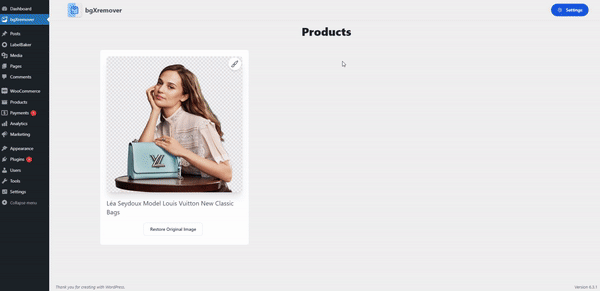 Dashboard
bgXremover
Posts
LabelBaker
Media
Pages
Comments
WooCommerce
Products
Payments 1
Analytics
Marketing
Appearance
Plugins
Users
Tools
Settings
Collapse menu
bgXremover
Settings
Products
Léa Seydoux Model Louis Vuitton New Classic
Bags
Restore Original Image
Thank you for creating with WordPress.
Version 6.3.1